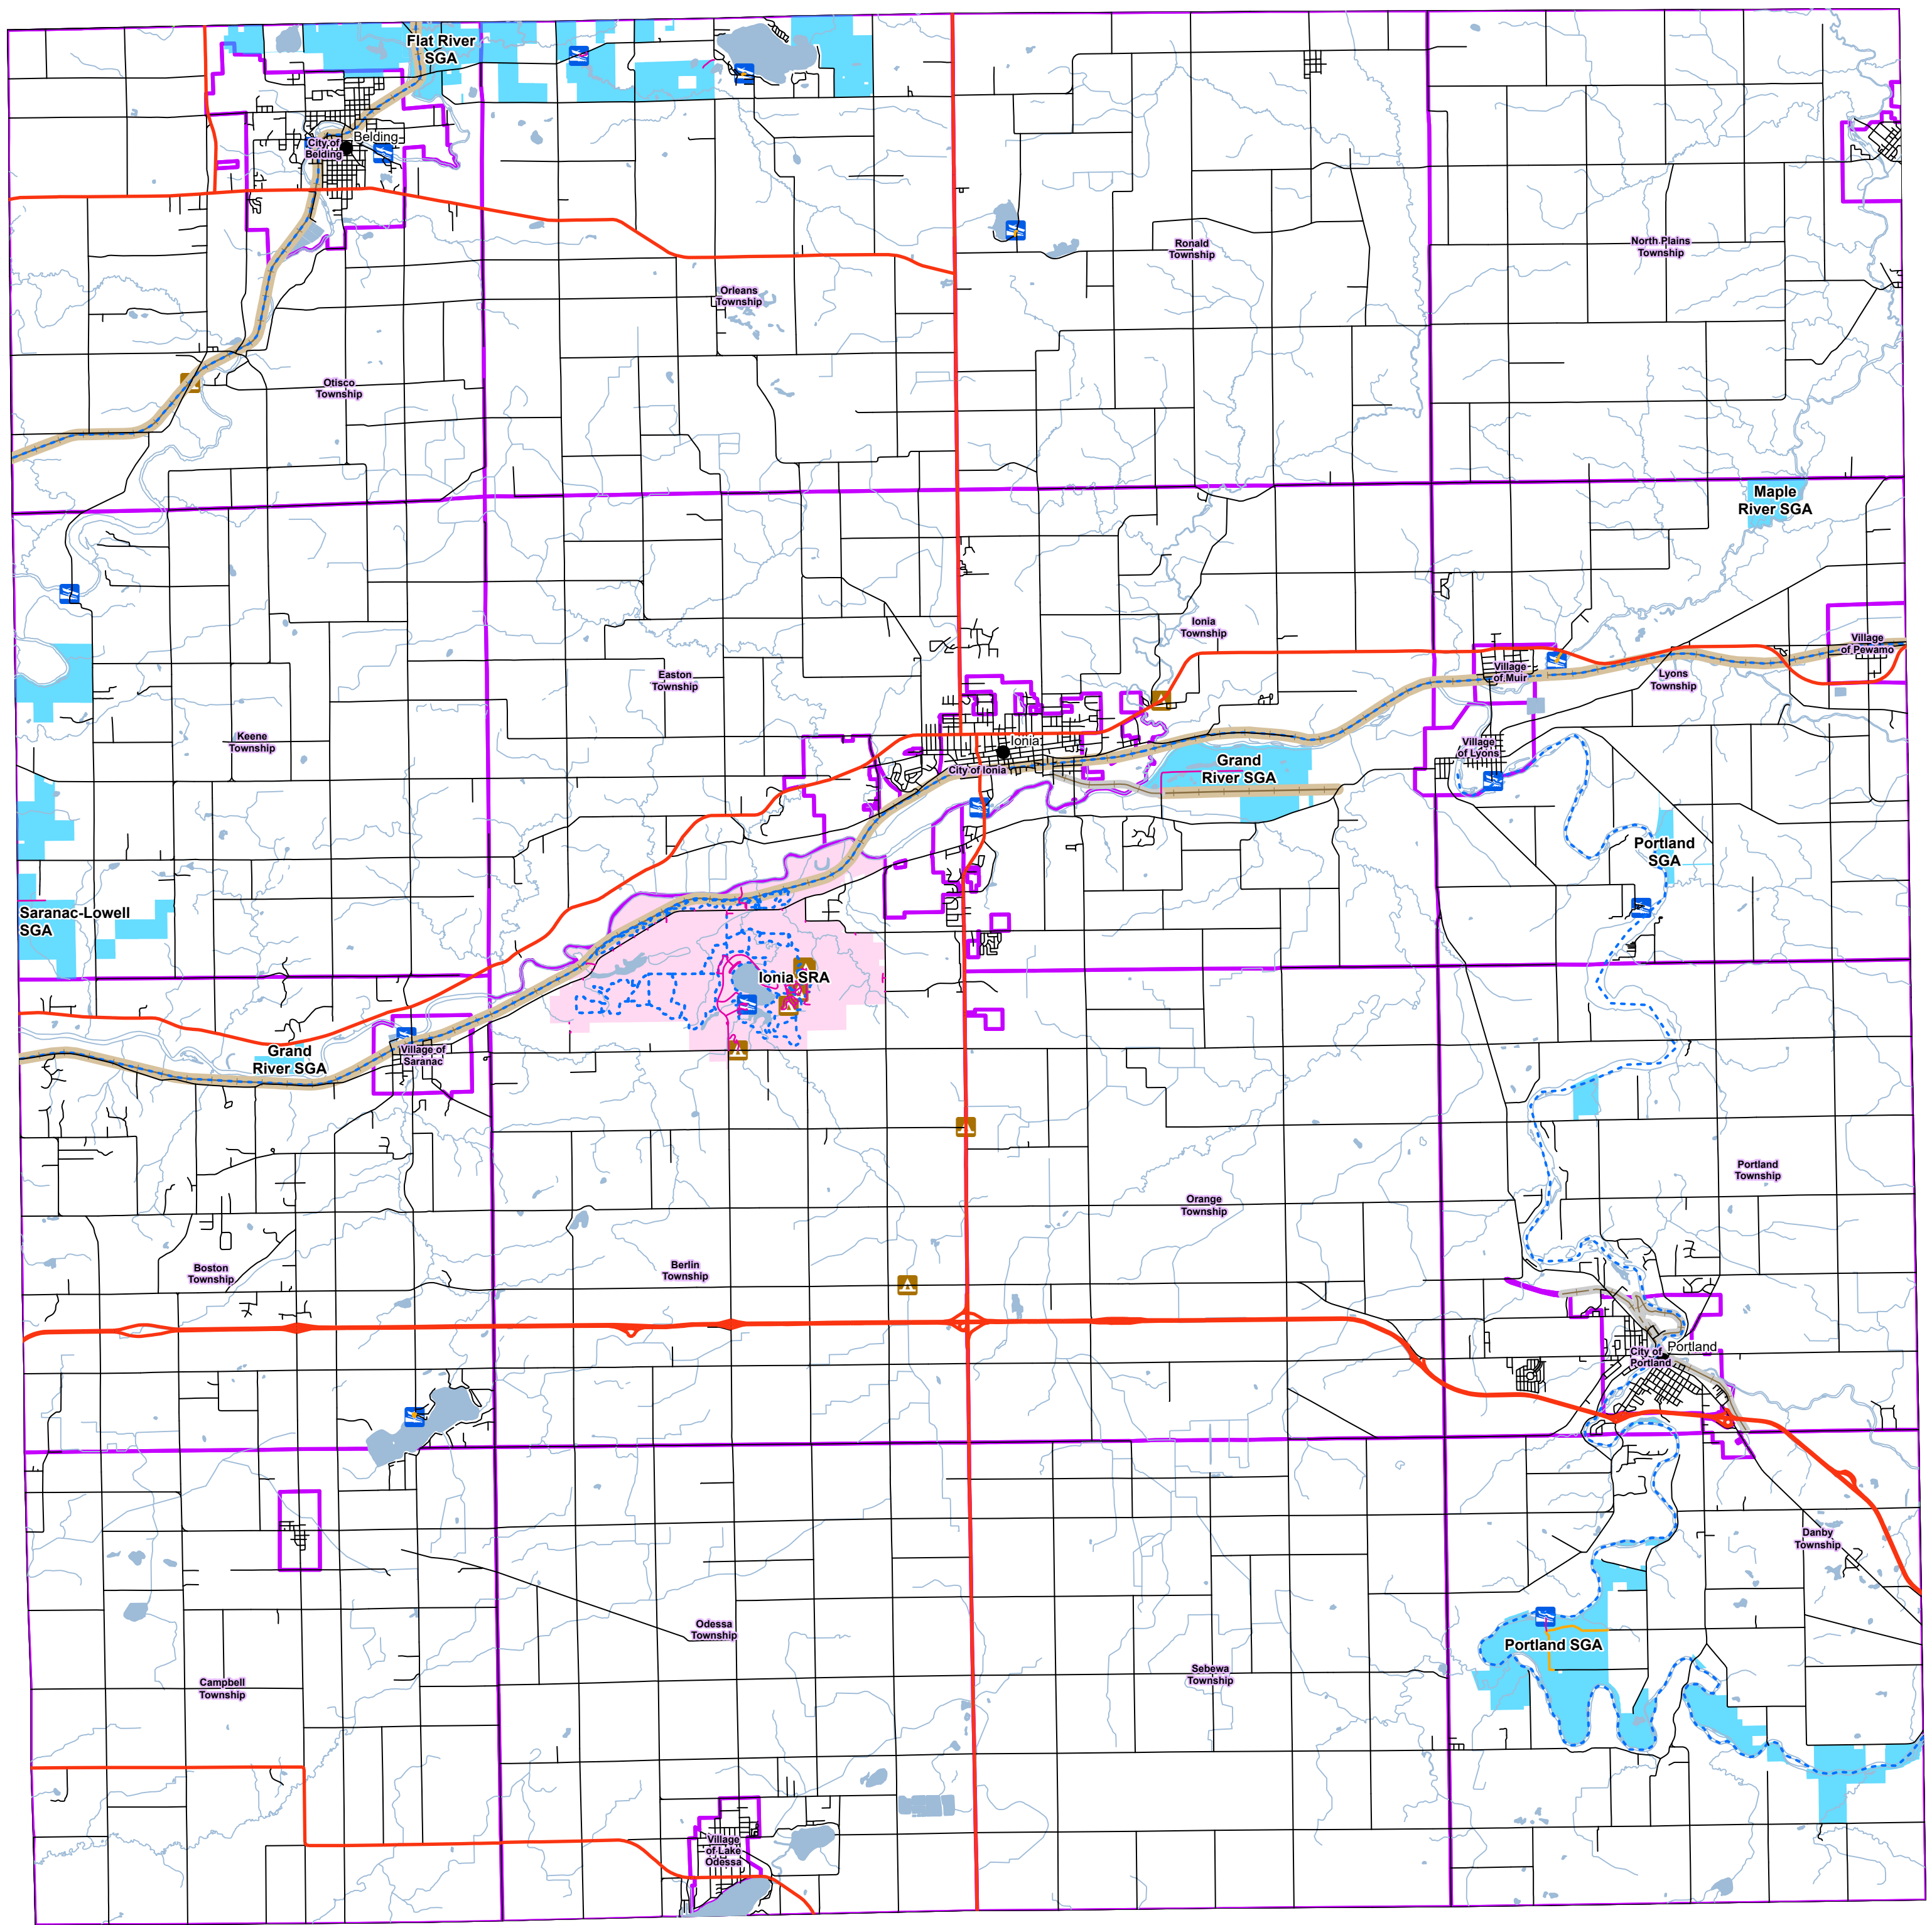 Flat River
SGA
Belding
City of
Belding
Ronald
Township
North Plains
Township
Orleans
Township
Otisco
Township
Maple
River SGA
Ionia
Township
Village
of Pewamo
Village
of Muir
Lyons
Township
Easton
Township
Keene
Township
Ionia
City of Ionia
Village
of Lyons
Grand
River SGA
Portland
SGA
Saranac-Lowell
SGA
Ionia SRA
Grand
River SGA
Village of
Saranac
Portland
Township
Orange
Township
Boston
Township
Berlin
Township
Portland
City of
Portland
Danby
Township
Odessa
Township
Portland SGA
Sebewa
Township
Campbell
Township
Village
of Lake
Odessa